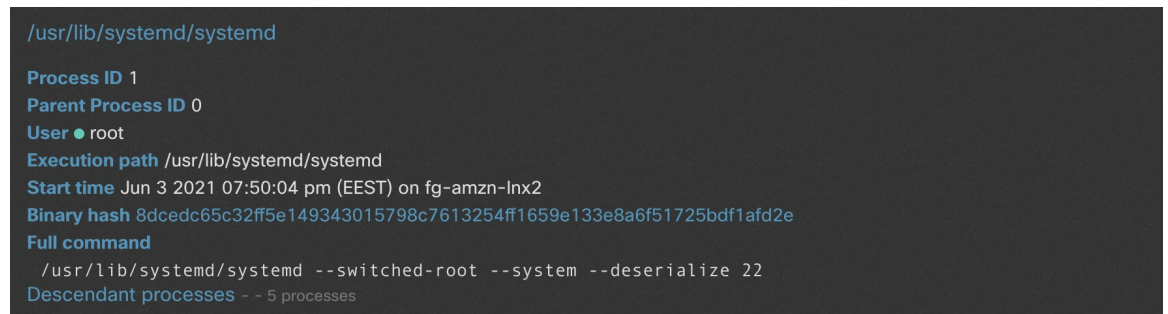 /usr/lib/systemd/systemd
Process ID 1
Parent Process ID 0
User root
Execution path /usr/lib/systemd/systemd
Start time Jun 3 2021 07:50:04 pm (EEST) on fg-amzn-lnx2
Binary hash 8dcedc65c32ff5e149343015798c7613254ff1659e133e8a6f51725bdf1afd2e
Full command
/usr/lib/systemd/systemd --switched-root --system --deserialize 22
Descendant processes - - 5 processes